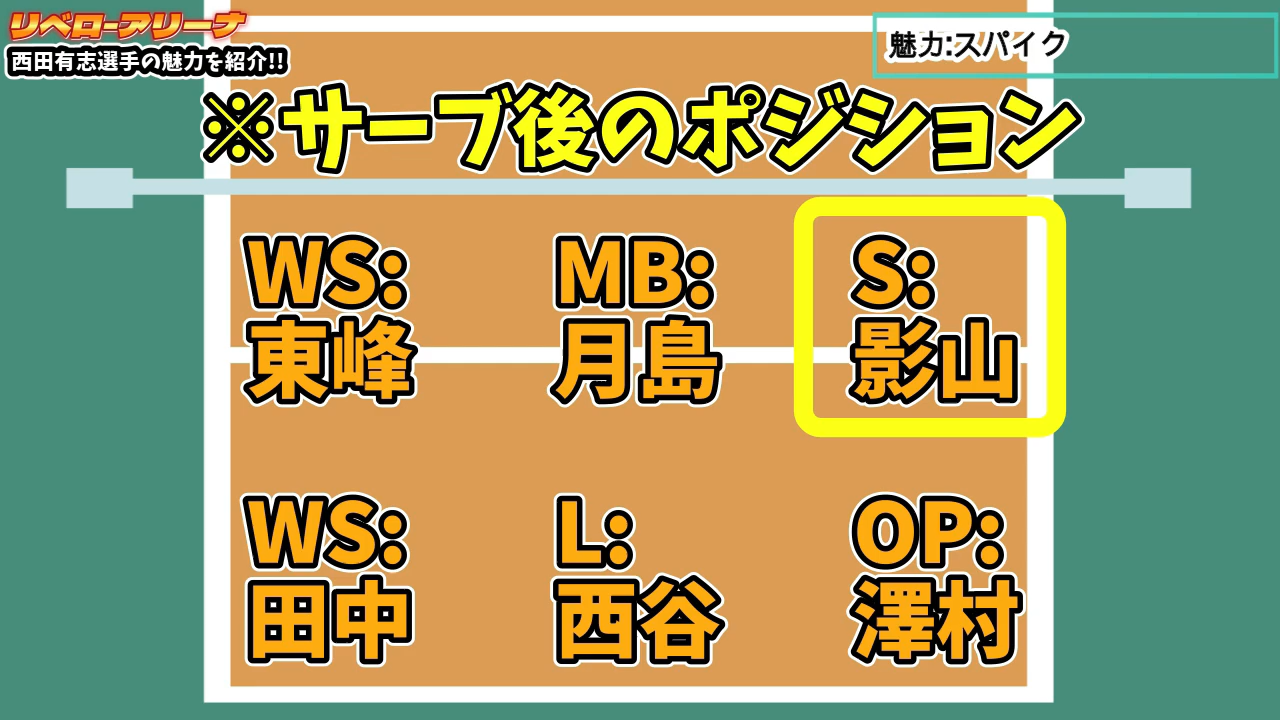 リベローアリーナ
西田有志選手の魅力を紹介!!
魅力:スパイク
※サーブ後のポジション
WS:
東峰
MB:
月島
S:
影山
WS:
田中
L:
西谷
OP:
澤村